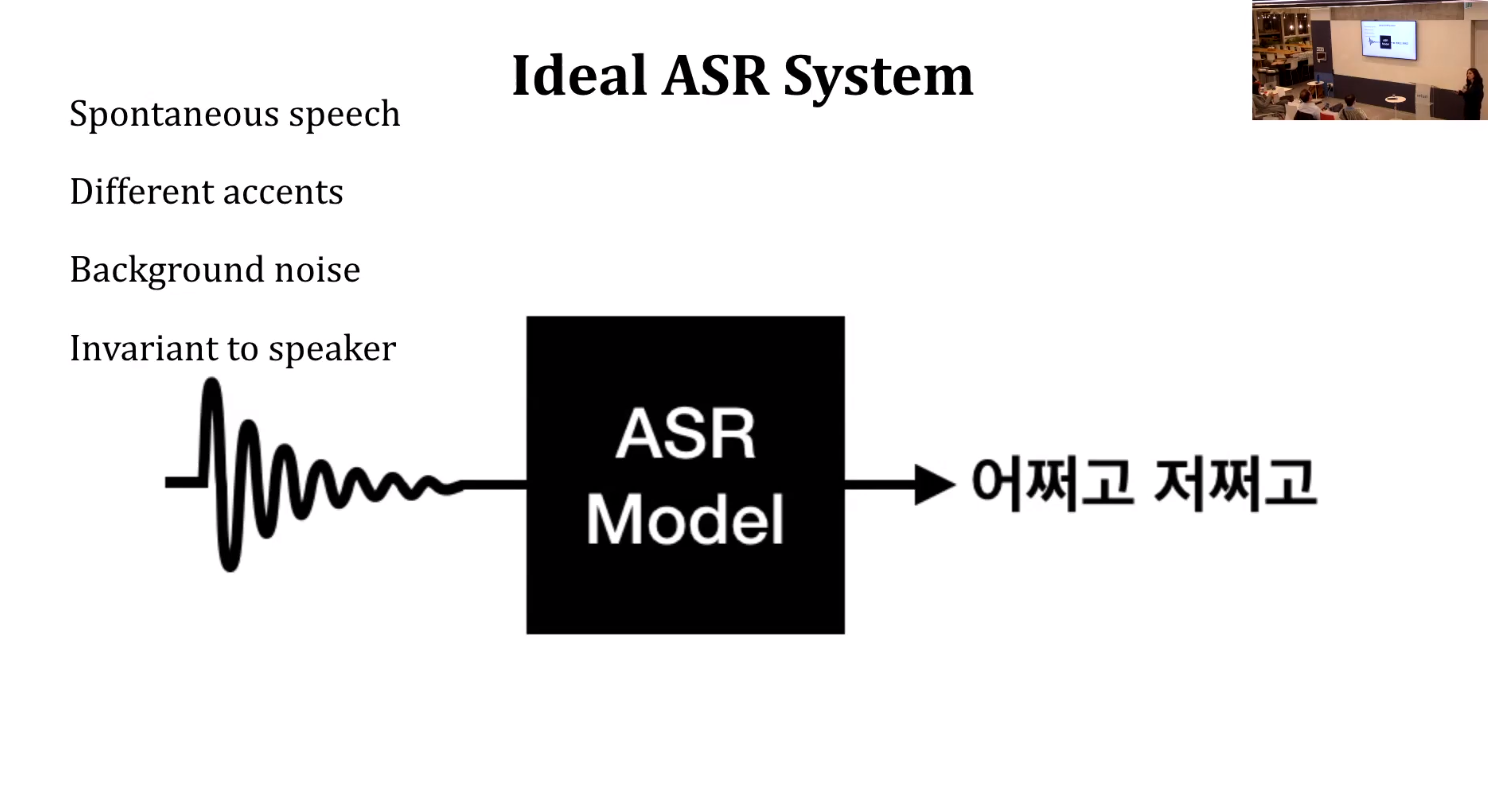 Ideal ASR System
Spontaneous speech
Different accents
Background noise
Invariant to speaker
ASR
Model
어쩌고 저쩌고